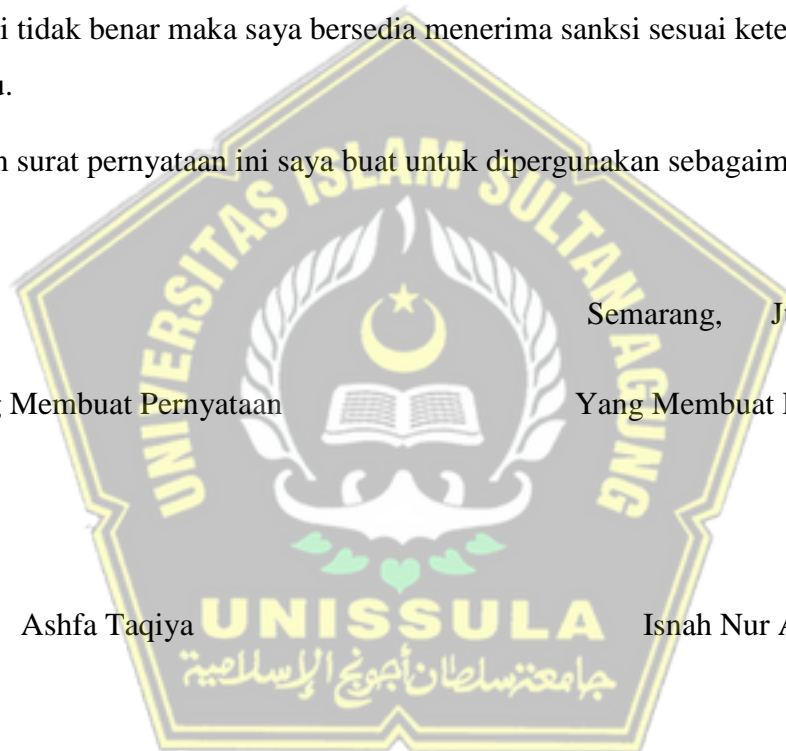 i tidak benar maka saya bersedia menerima sanksi sesuai kete
u.
n surat pernyataan ini saya buat untuk dipergunakan sebagaim
UNIVERSITAS ISLAM SULTAN AGUNG
Semarang, Ju
g Membuat Pernyataan Yang Membuat P
Ashfa Taqiya Isnah Nur A
UNISSULA
جامعة سلطان أجونج الإسلامية